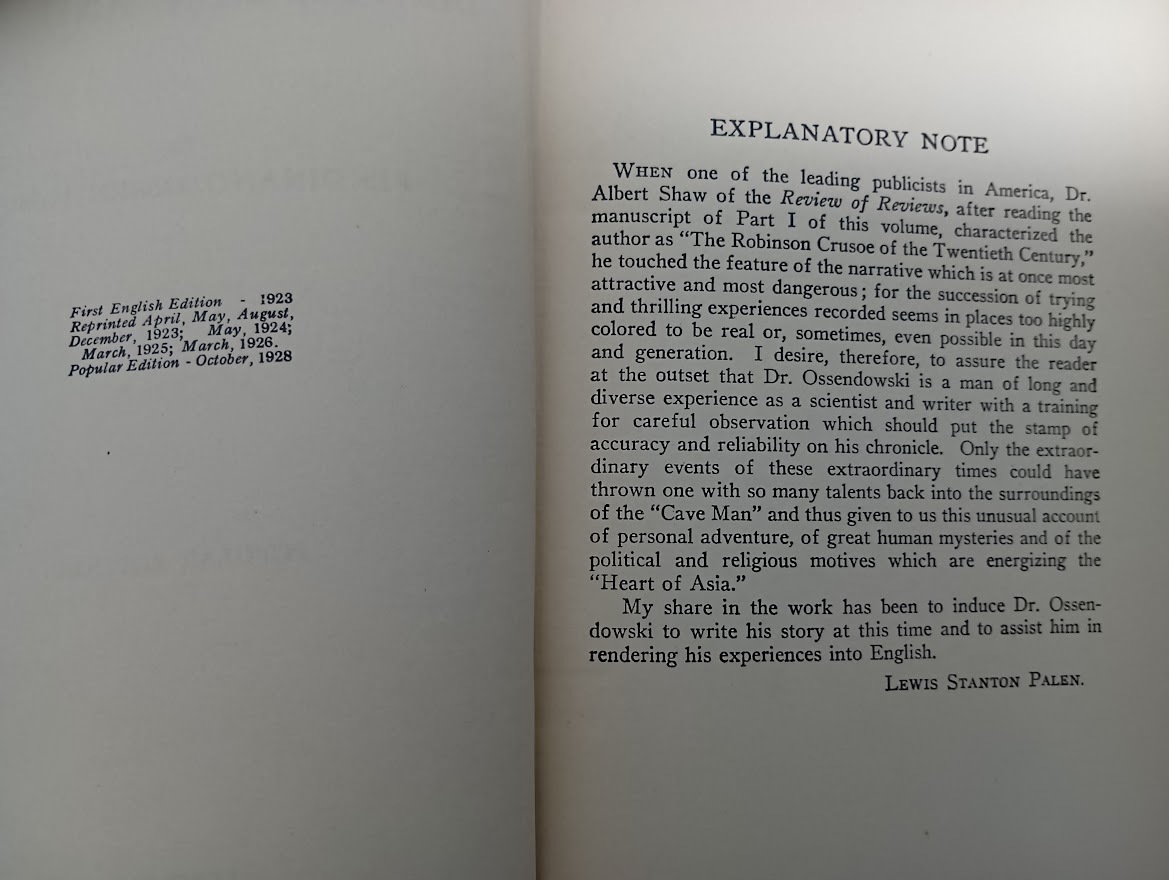 First English Edition - 1923
Reprinted April, May, August,
December, 1923; May, 1924;
March, 1925; March, 1926.
Popular Edition - October, 1928
EXPLANATORY NOTE
WHEN one of the leading publicists in America, Dr.
Albert Shaw of the Review of Reviews, after reading the
manuscript of Part I of this volume, characterized the
author as “The Robinson Crusoe of the Twentieth Century,”
he touched the feature of the narrative which is at once most
attractive and most dangerous; for the succession of trying
and thrilling experiences recorded seems in places too highly
colored to be real or, sometimes, even possible in this day
and generation. I desire, therefore, to assure the reader
at the outset that Dr. Ossendowski is a man of long and
diverse experience as a scientist and writer with a training
for careful observation which should put the stamp of
accuracy and reliability on his chronicle. Only the extraor-
dinary events of these extraordinary times could have
thrown one with so many talents back into the surroundings
of the “Cave Man” and thus given to us this unusual account
of personal adventure, of great human mysteries and of the
political and religious motives which are energizing the
“Heart of Asia.”
My share in the work has been to induce Dr. Ossen-
dowski to write his story at this time and to assist him in
rendering his experiences into English.
LEWIS STANTON PALEN.